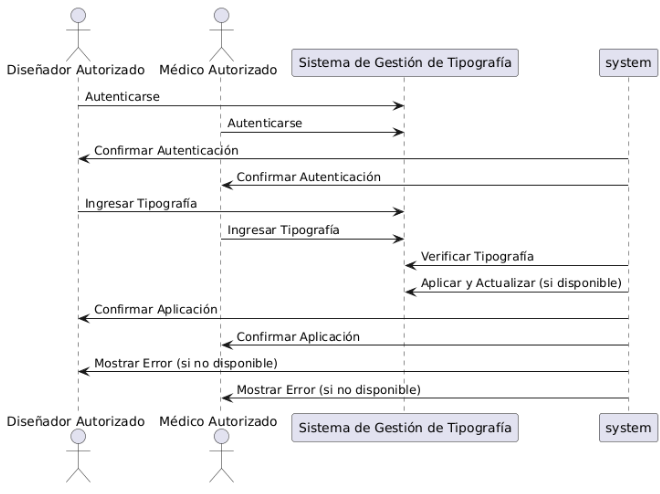 Diseñador Autorizado
Médico Autorizado
Sistema de Gestión de Tipografía
system
Autenticarse
Autenticarse
Confirmar Autenticación
Confirmar Autenticación
Ingresar Tipografía
Ingresar Tipografía
Verificar Tipografía
Aplicar y Actualizar (si disponible)
Confirmar Aplicación
Confirmar Aplicación
Mostrar Error (si no disponible)
Mostrar Error (si no disponible)
Diseñador Autorizado
Médico Autorizado
Sistema de Gestión de Tipografía
system